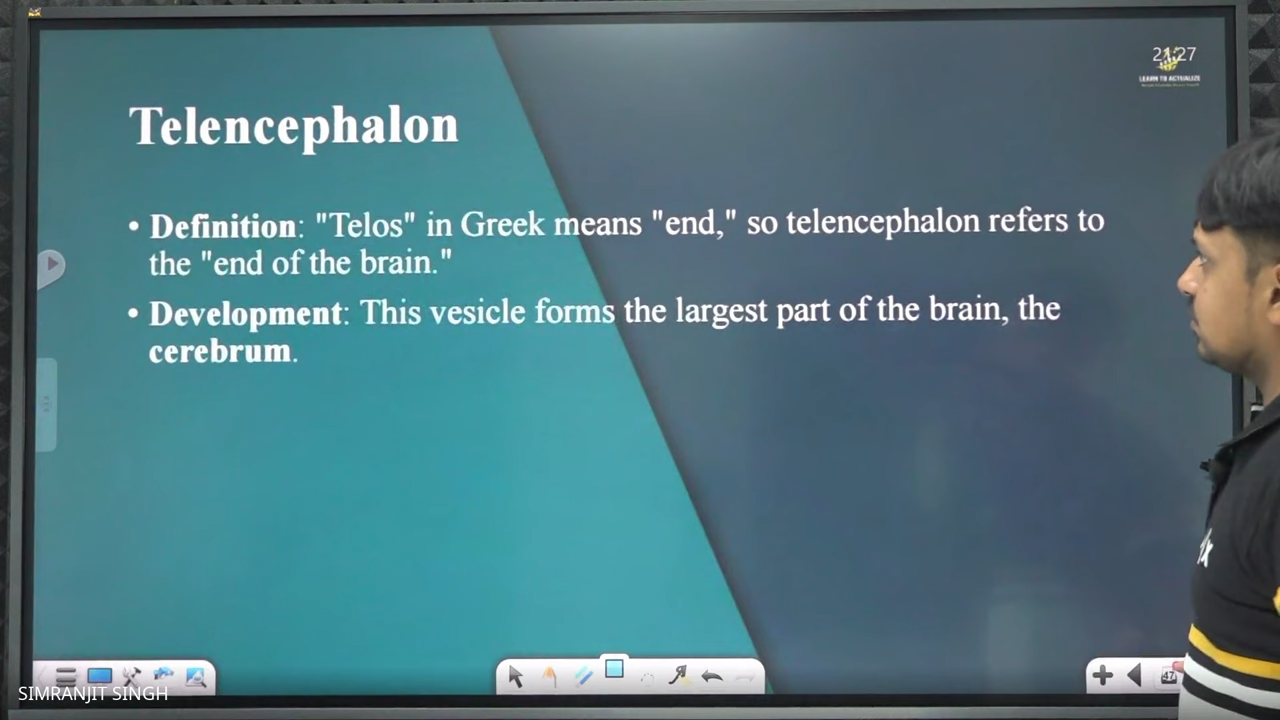 21:27
LEARN TO ACTUALIZE
Telencephalon
• Definition: "Telos" in Greek means "end," so telencephalon refers to
the "end of the brain."
• Development: This vesicle forms the largest part of the brain, the
cerebrum.
47
SIMRANJIT SINGH